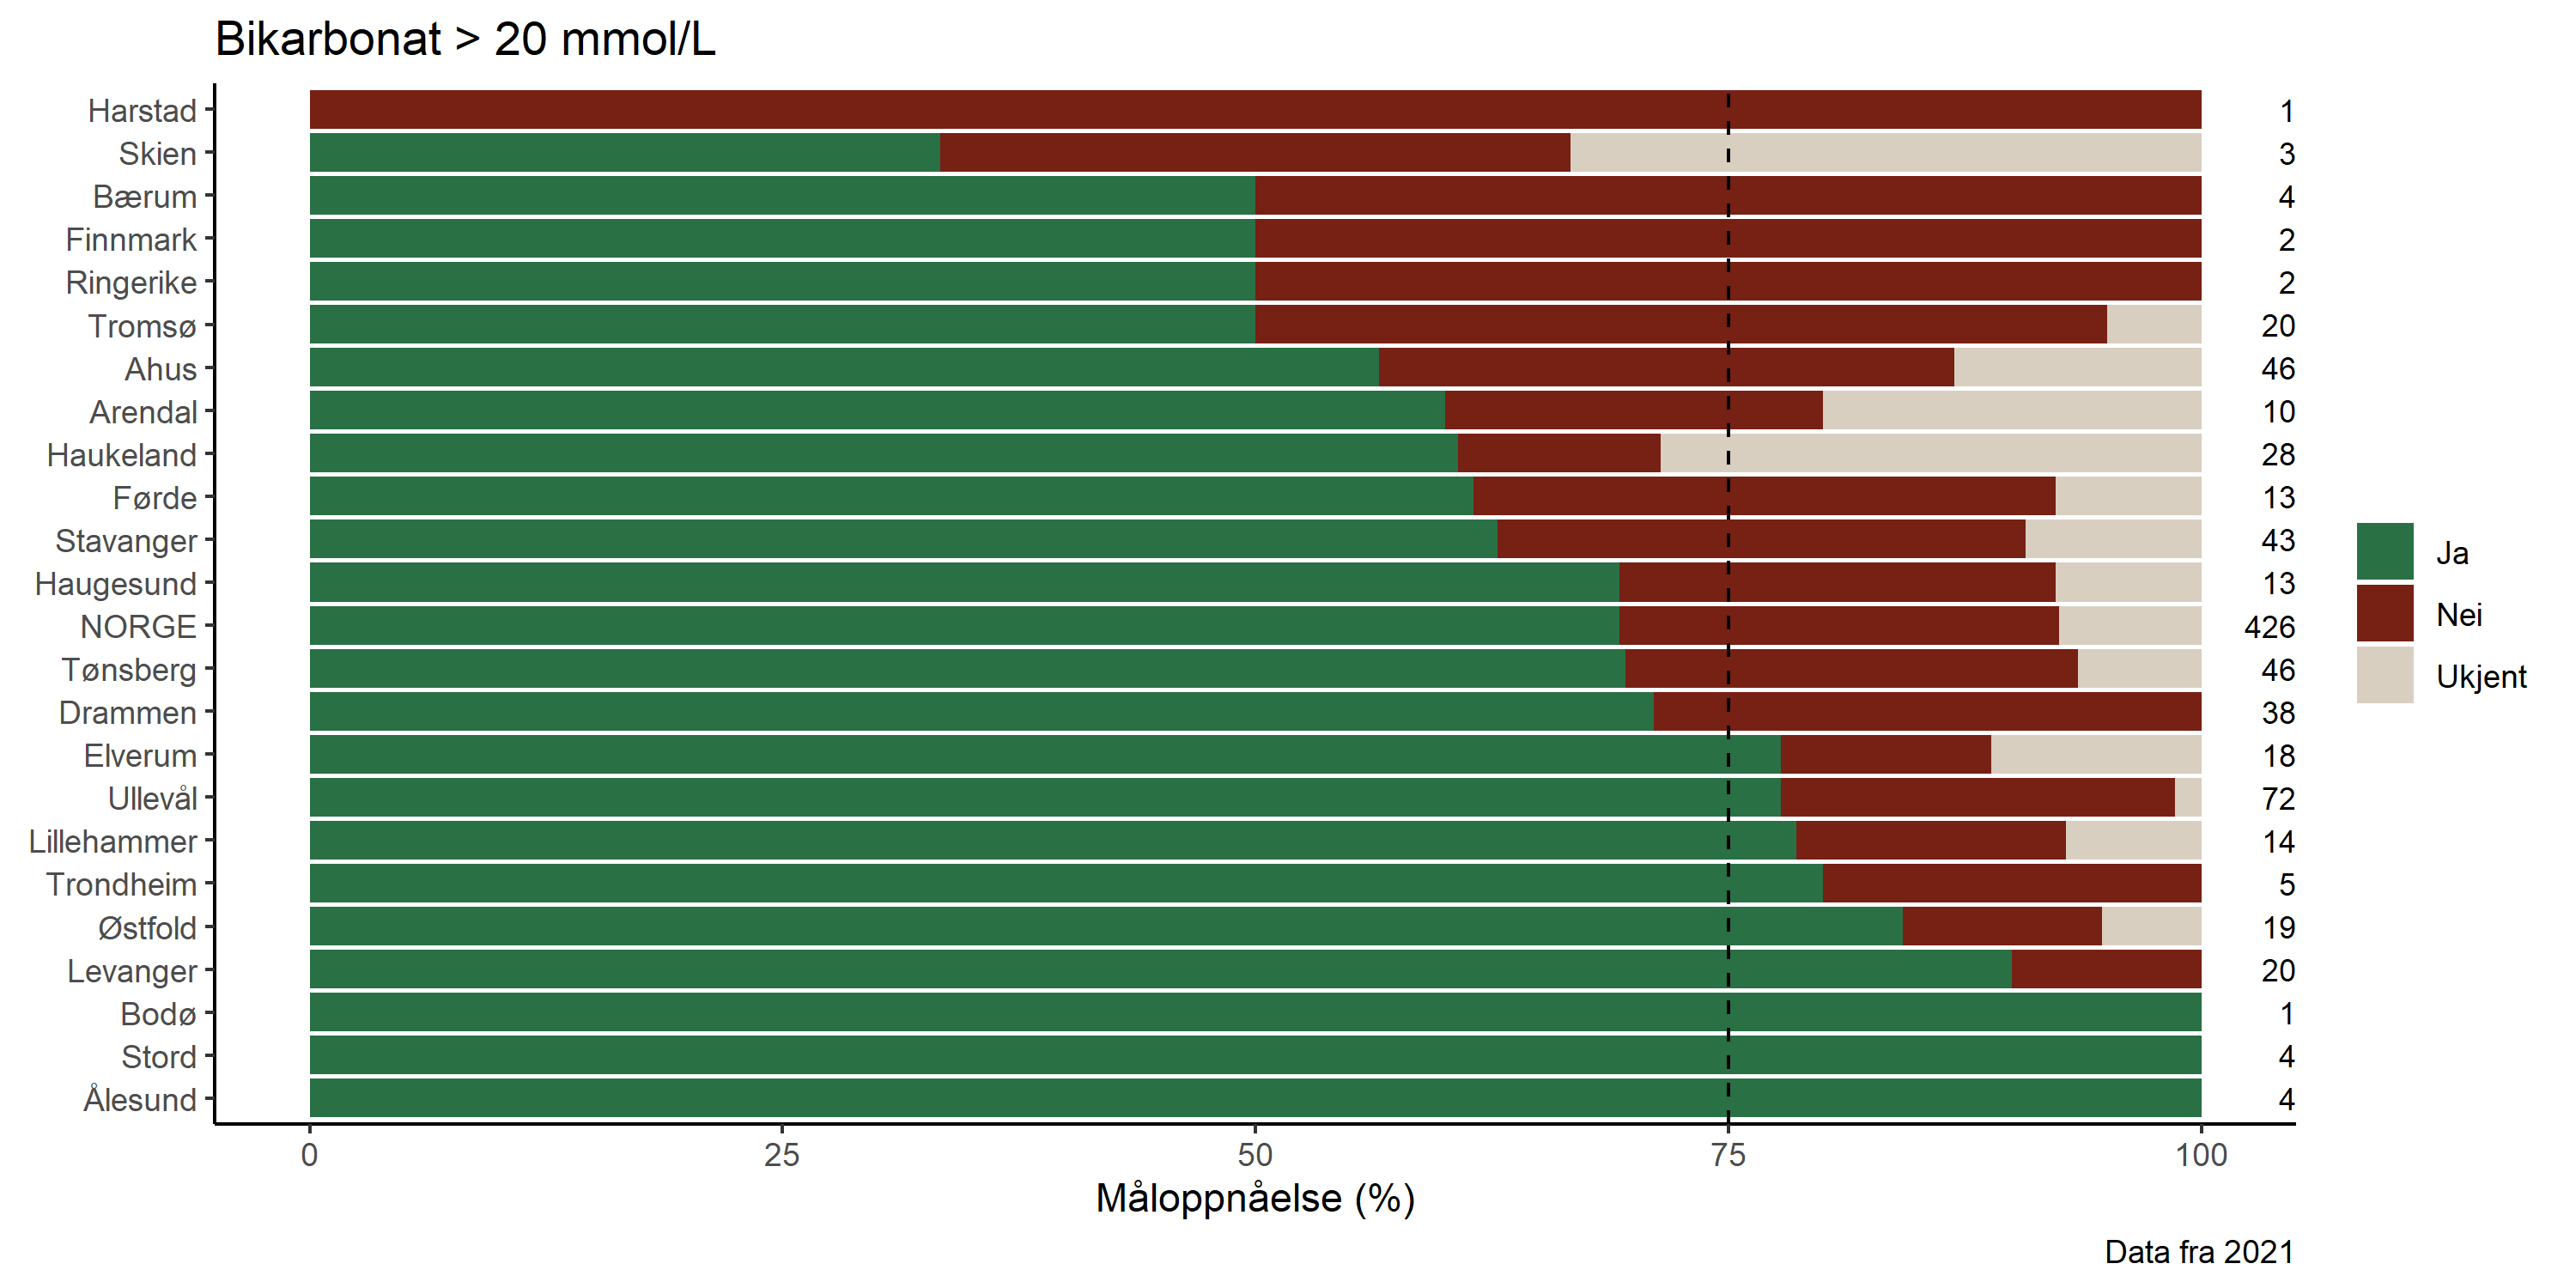 Bikarbonat > 20 mmol/L
Harstad 1
Skien 3
Bærum 4
Finnmark 2
Ringerike 2
Tromsø 20
Ahus 46
Arendal 10
Haukeland 28
Førde 13
Stavanger 43
Haugesund 13
NORGE 426
Tønsberg 46
Drammen 38
Elverum 18
Ullevål 72
Lillehammer 14
Trondheim 5
Østfold 19
Levanger 20
Bodø 1
Stord 4
Ålesund 4
0 25 50 75 100
Måloppnåelse (%)
Ja
Nei
Ukjent
Data fra 2021